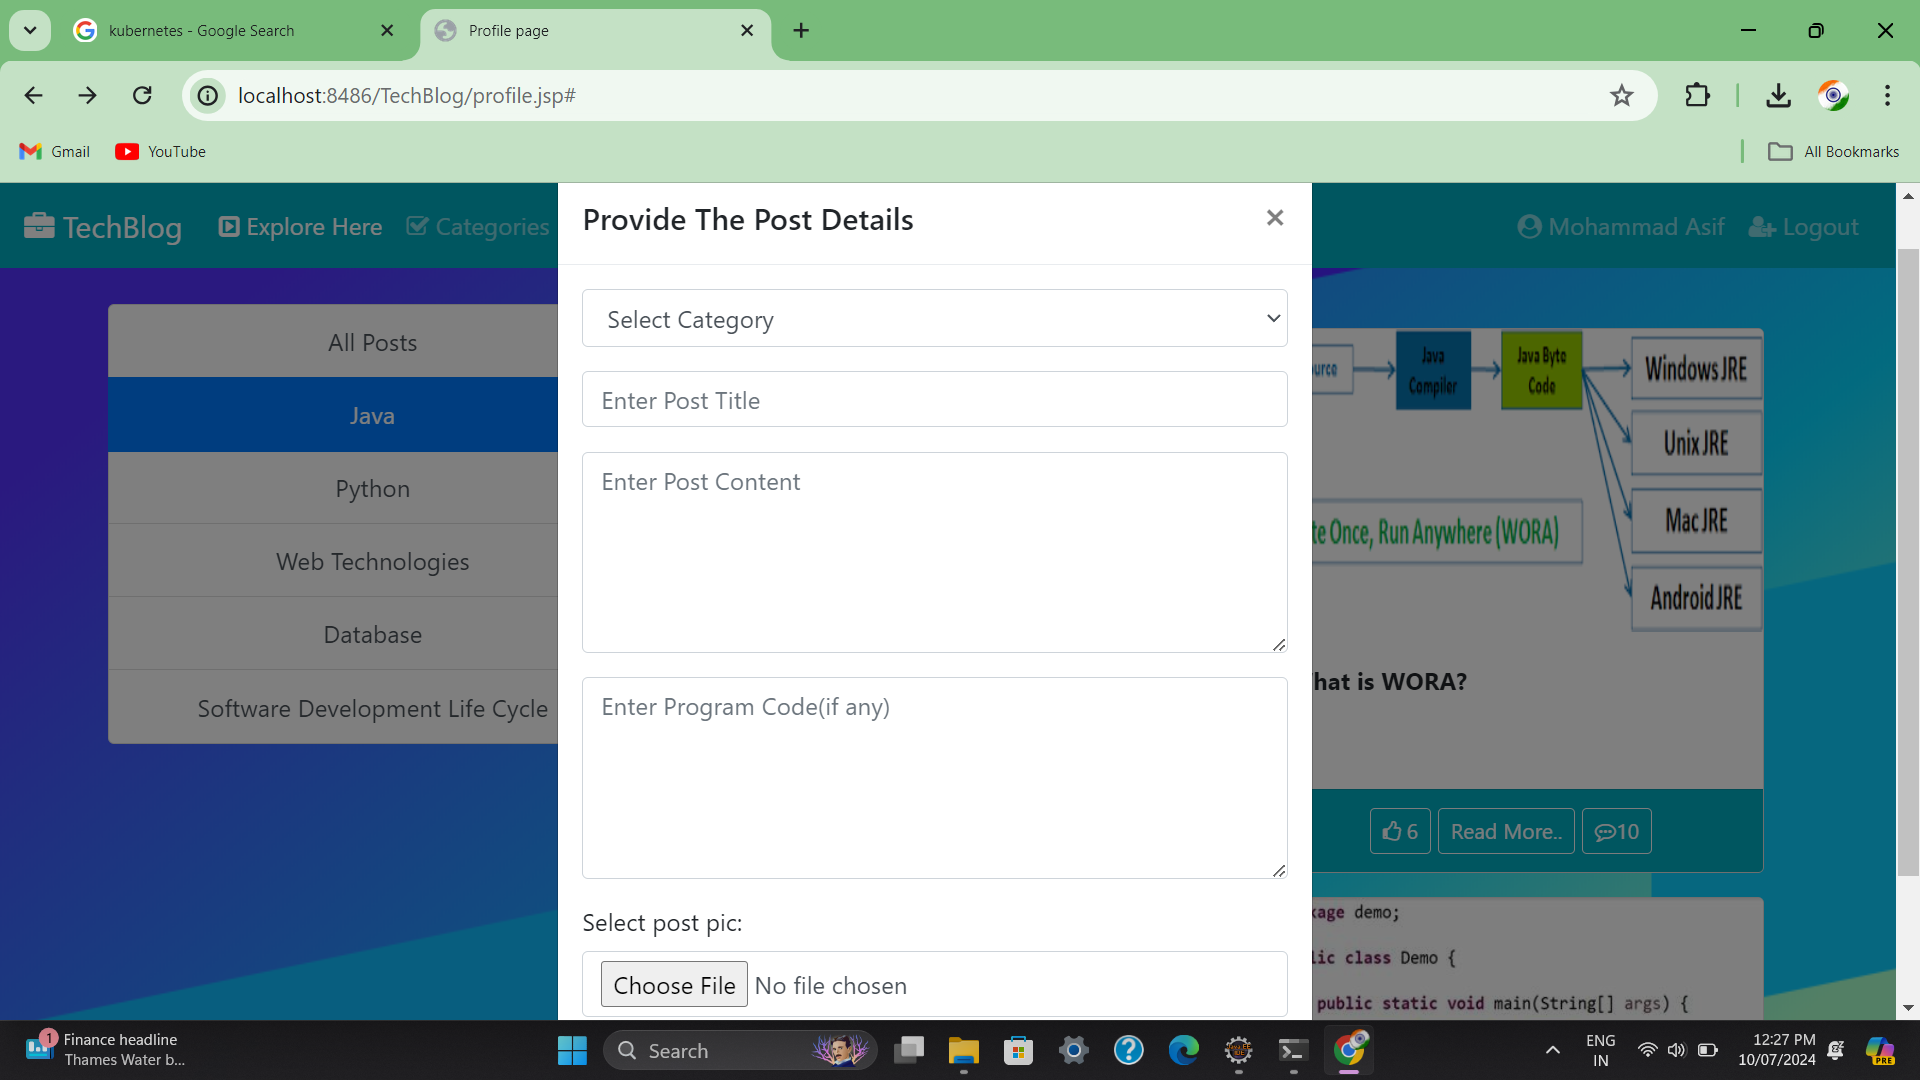 kubernetes - Google Search
Profile page
localhost:8486/TechBlog/profile.jsp#
Gmail
YouTube
All Bookmarks
TechBlog
Explore Here
Categories
Provide The Post Details
×
Mohammad Asif
Logout
All Posts
Java
Python
Web Technologies
Database
Software Development Life Cycle
Select Category
Enter Post Title
Enter Post Content
Enter Program Code(if any)
Select post pic:
Choose File No file chosen
urce
Java
Compiler
Java Byte
Code
Windows JRE
Unix JRE
Mac JRE
Android JRE
te Once, Run Anywhere (WORA)
hat is WORA?
6
Read More..
10
kage demo;
lic class Demo {
public static void main(String[] args) {
1
Finance headline
Thames Water b...
Search
ENG
IN
12:27 PM
10/07/2024
PRE